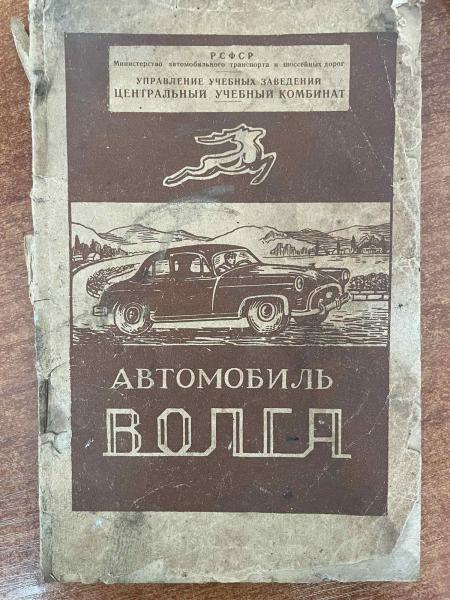 РСФСР
Министерство автомобильного транспорта и шоссейных дорог
УПРАВЛЕНИЕ УЧЕБНЫХ ЗАВЕДЕНИЙ
ЦЕНТРАЛЬНЫЙ УЧЕБНЫЙ КОМБИНАТ
АВТОМОБИЛЬ
ВОЛГА